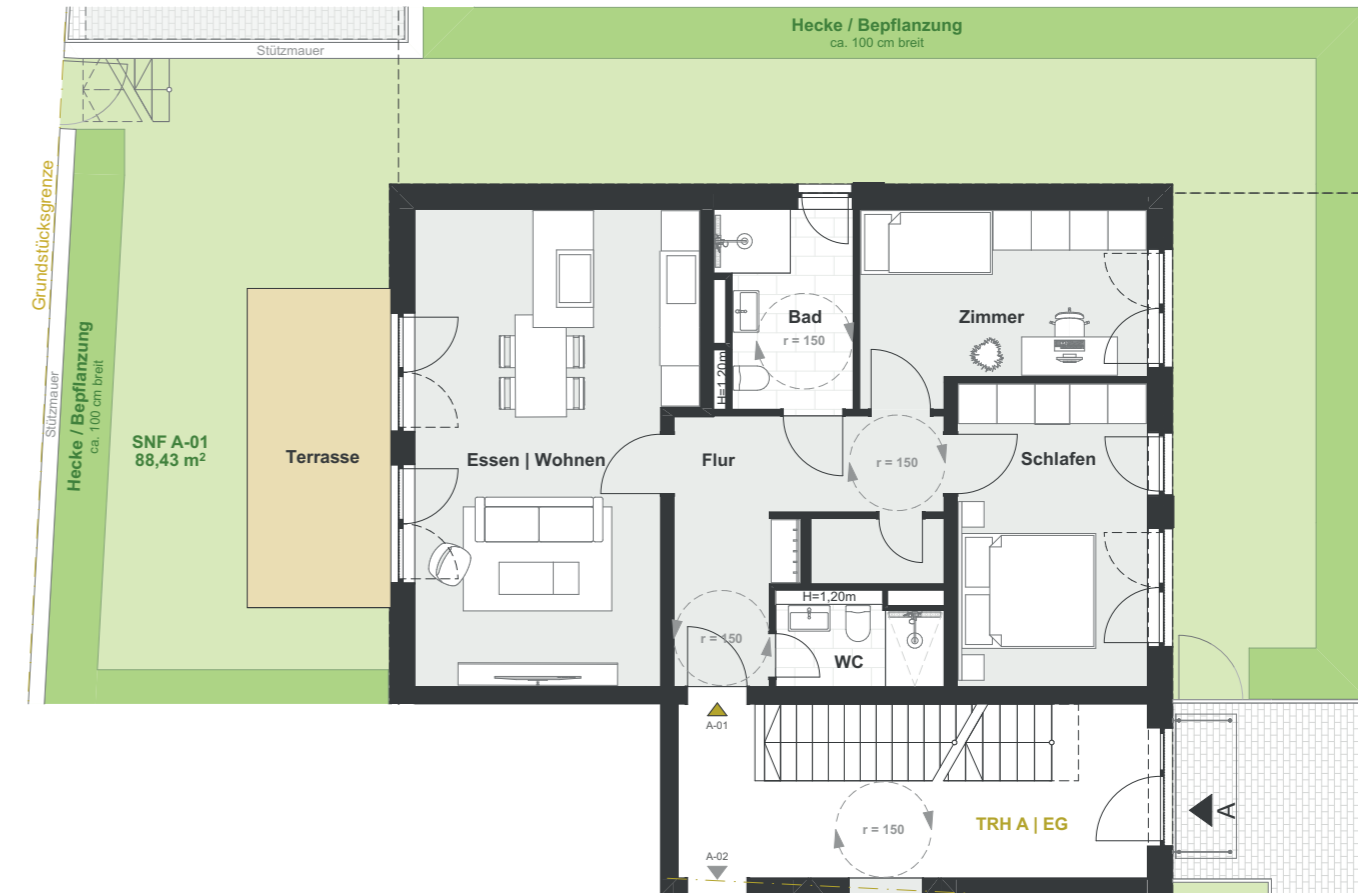 Hecke / Bepflanzung
ca. 100 cm breit
Stützmauer
Grundstücksgrenze
Stützmauer
Hecke / Bepflanzung
ca. 100 cm breit
SNF A-01
88,43 m²
Terrasse
Essen | Wohnen
Bad
r = 150
H=1,20m
Zimmer
Flur
r = 150
Schlafen
H=1,20m
r = 150
WC
A-01
r = 150
TRH A | EG
A
A-02